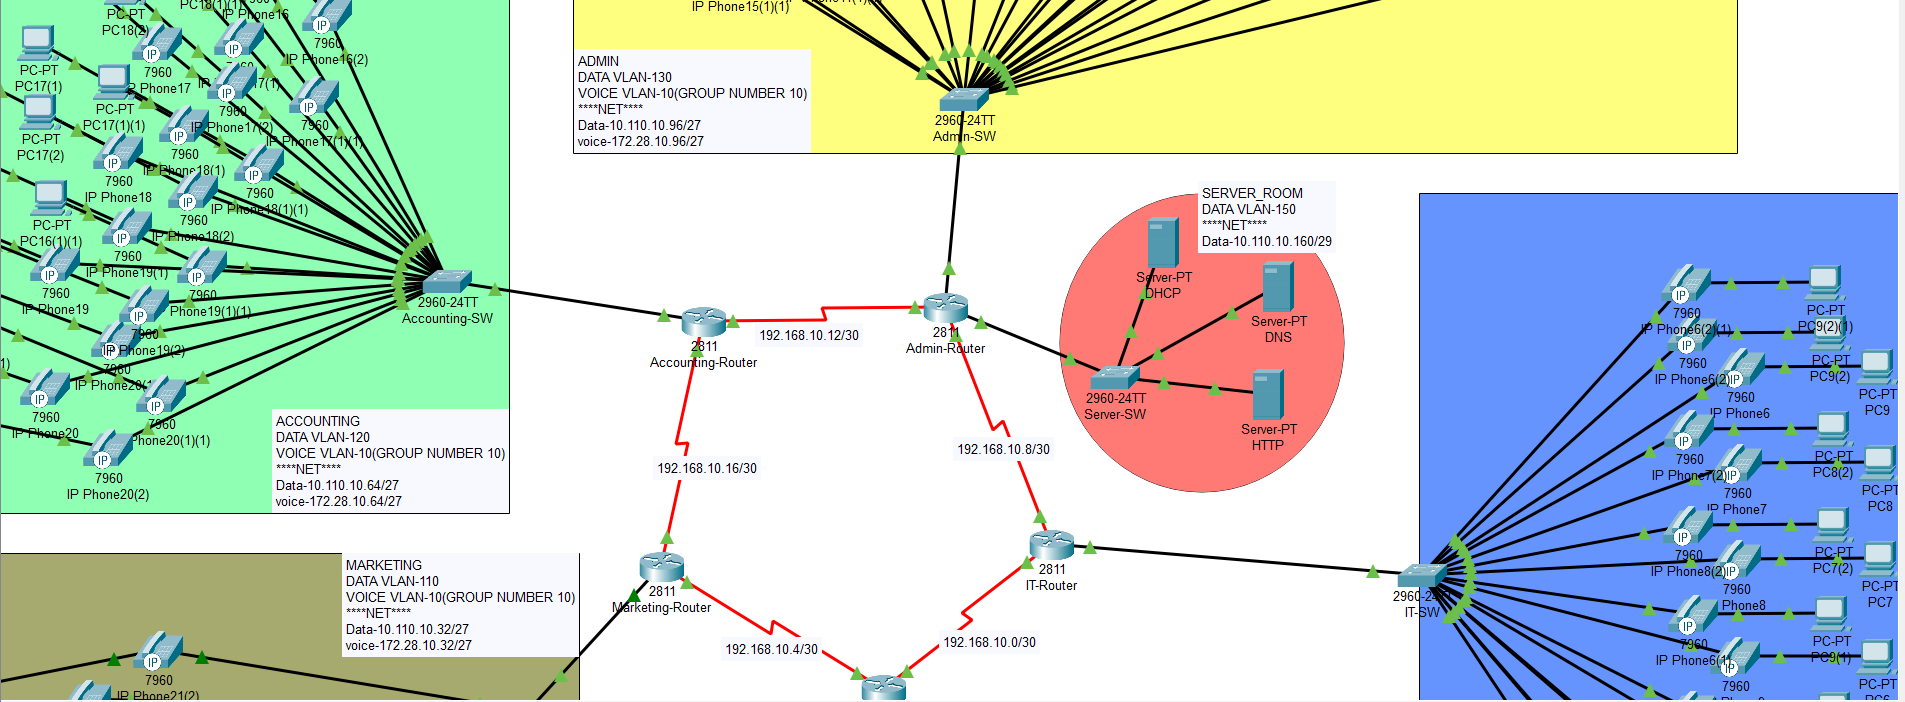 PC-PT
PC18(2)
PC18(1)(1)
IP Phone16
7960
IP Phone16(2)
PC-PT
PC17(1)
7960
IP Phone17
PC-PT
PC17(1)(1)
7960
IP Phone17(2)
7960
IP Phone17(1)(1)
PC-PT
PC17(2)
7960
IP Phone18(1)
7960
IP Phone18
7960
IP Phone18(1)(1)
PC-PT
PC16(1)(1)
7960
IP Phone18(2)
7960
IP Phone19(1)
7960
IP Phone19
7960
Phone19(1)(1)
7960
IP Phone19(2)
7960
7960
IP Phone20
7960
Phone20(1)(1)
7960
IP Phone20(2)
2960-24TT
Accounting-SW
ACCOUNTING
DATA VLAN-120
VOICE VLAN-10(GROUP NUMBER 10)
****NET****
Data-10.110.10.64/27
voice-172.28.10.64/27
IP Phone15(1)(1)
ADMIN
DATA VLAN-130
VOICE VLAN-10(GROUP NUMBER 10)
****NET****
Data-10.110.10.96/27
voice-172.28.10.96/27
2960-24TT
Admin-SW
SERVER_ROOM
DATA VLAN-150
****NET****
Data-10.110.10.160/29
Server-PT
DHCP
Server-PT
DNS
2960-24TT
Server-SW
Server-PT
HTTP
2811
Accounting-Router
192.168.10.12/30
2811
Admin-Router
192.168.10.16/30
192.168.10.8/30
2811
IT-Router
2811
Marketing-Router
192.168.10.4/30
192.168.10.0/30
MARKETING
DATA VLAN-110
VOICE VLAN-10(GROUP NUMBER 10)
****NET****
Data-10.110.10.32/27
voice-172.28.10.32/27
7960
IP Phone21(2)
IT-SW
7960
IP Phone6(2)(1)
PC-PT
PC9(2)(1)
7960
IP Phone6(2)
PC-PT
PC9(2)
7960
IP Phone6
PC-PT
PC9
7960
IP Phone7(2)
PC-PT
PC8(2)
7960
IP Phone7
PC-PT
PC8
7960
IP Phone8(2)
PC-PT
PC7(2)
7960
Phone8
PC-PT
PC7
7960
IP Phone6(1)
PC-PT
PC9(1)
7960
PC-PT